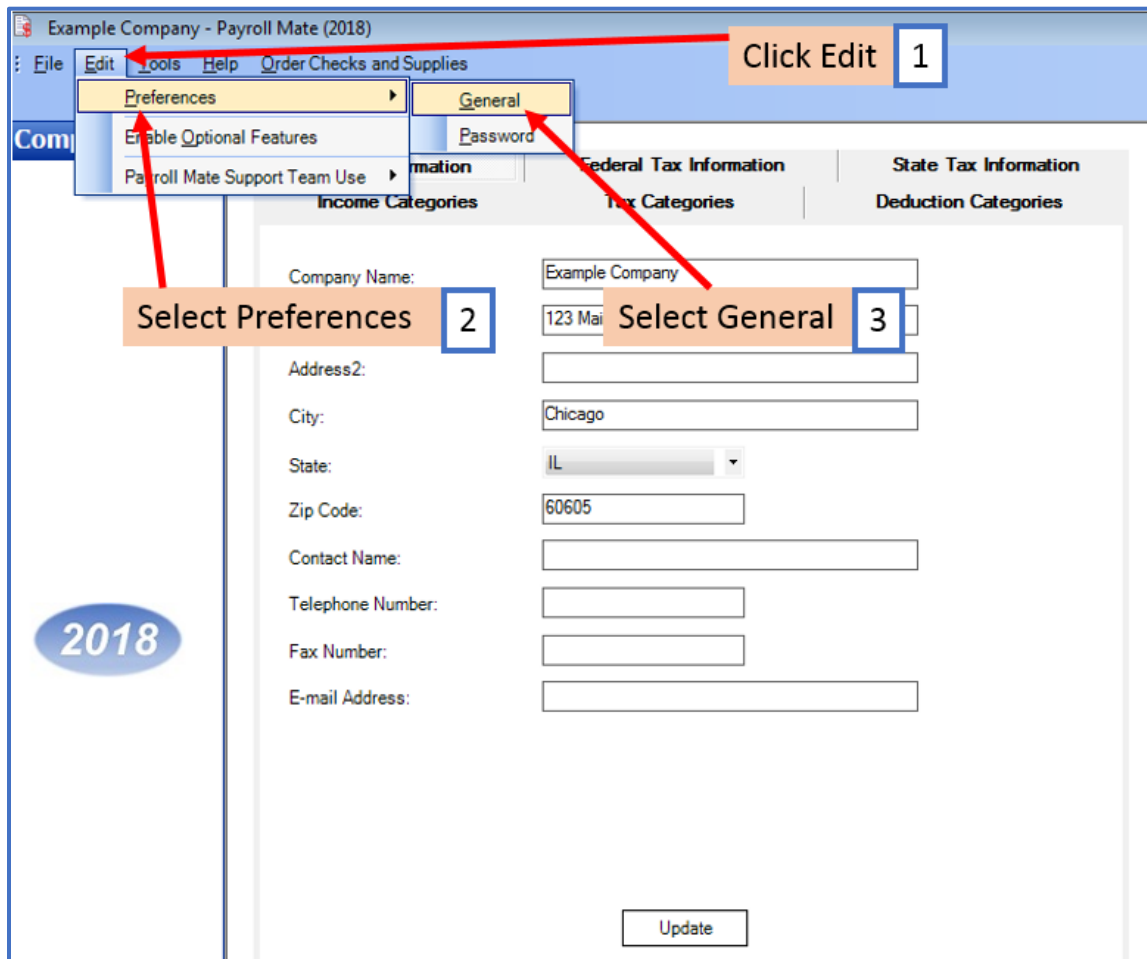 Example Company - Payroll Mate (2018)
File Edit Tools Help Order Checks and Supplies
Click Edit 1
Preferences
General
Enable Optional Features
Password
Payroll Mate Support Team Use
Federal Tax Information
State Tax Information
Income Categories
Tax Categories
Deduction Categories
Company Name:
Example Company
Select Preferences 2
123
Select General 3
Address2:
City:
Chicago
State:
IL
Zip Code:
60605
Contact Name:
Telephone Number:
2018
Fax Number:
E-mail Address:
Update